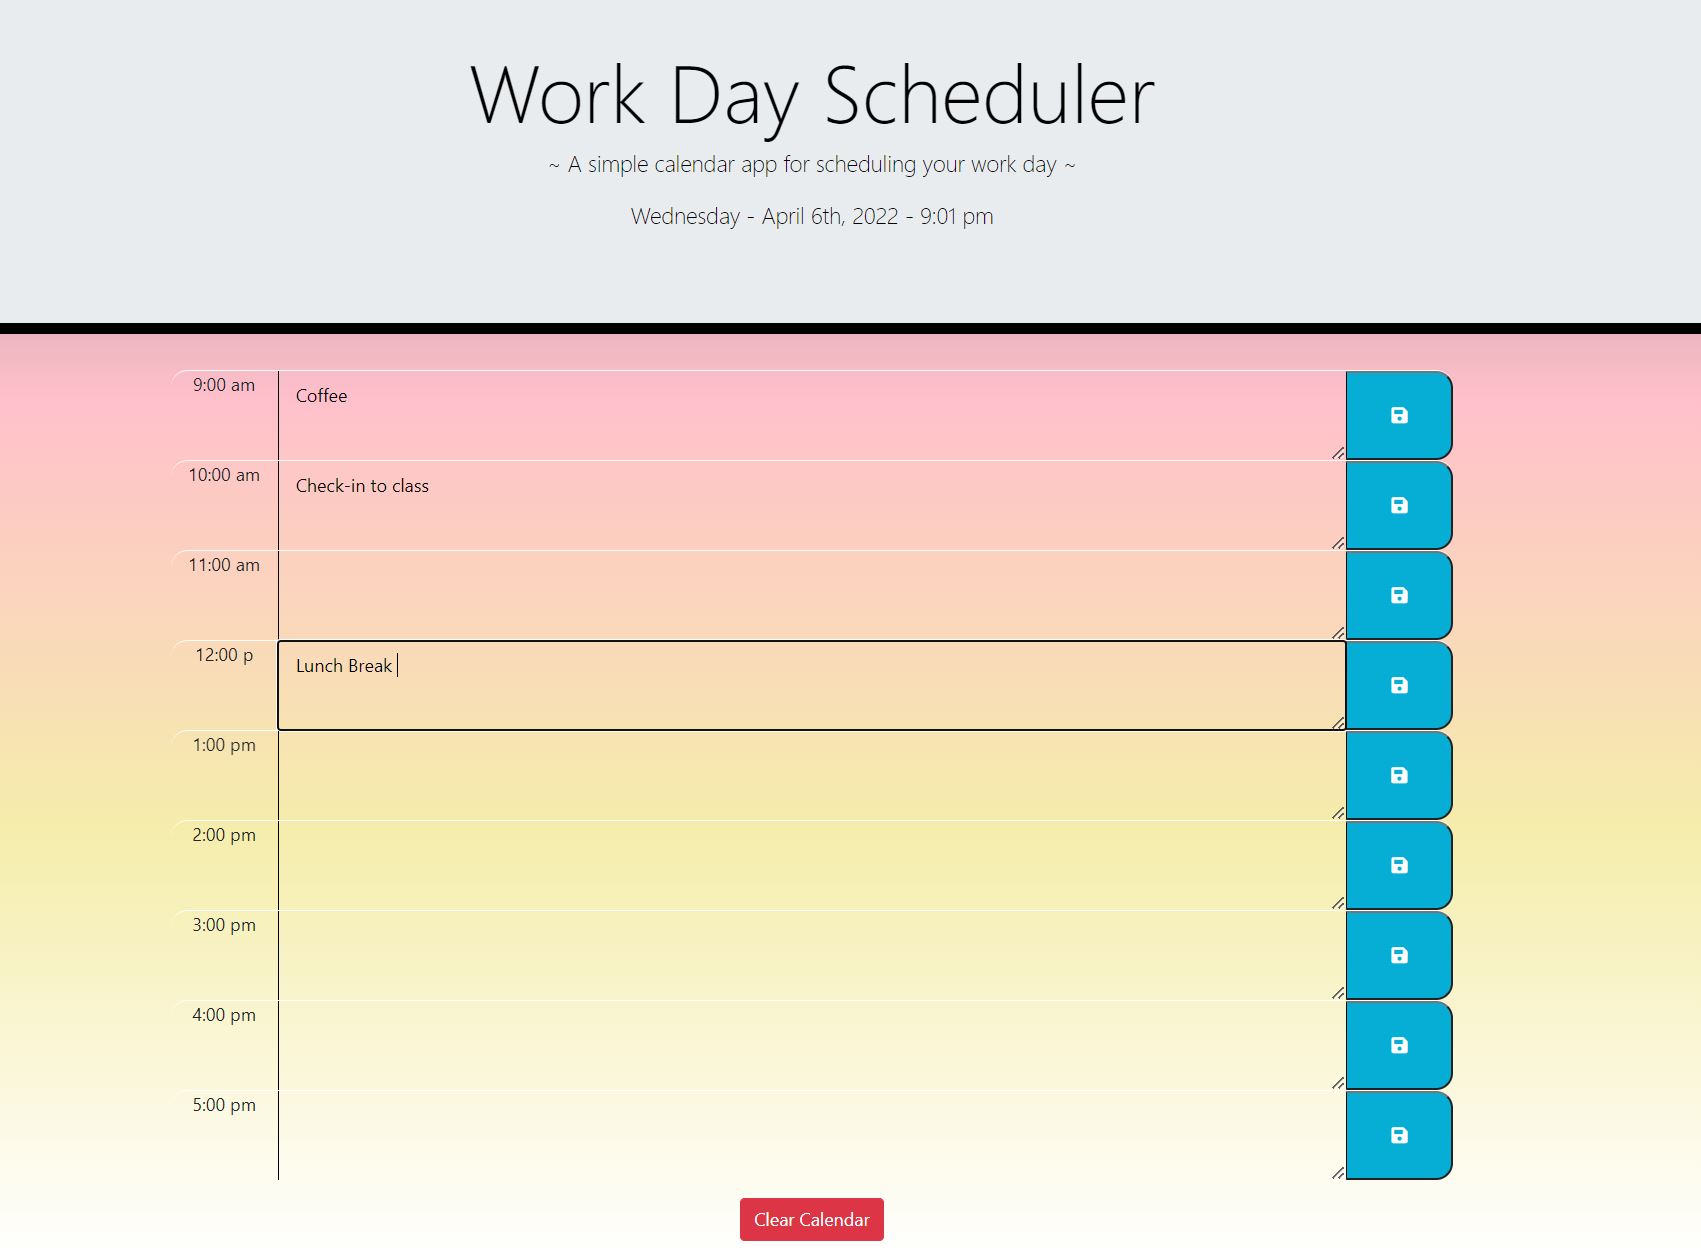 Work Day Scheduler
~ A simple calendar app for scheduling your work day ~
Wednesday - April 6th, 2022 - 9:01 pm
9:00 am
Coffee
10:00 am
Check-in to class
11:00 am
12:00 p
Lunch Break
1:00 pm
2:00 pm
3:00 pm
4:00 pm
5:00 pm
Clear Calendar